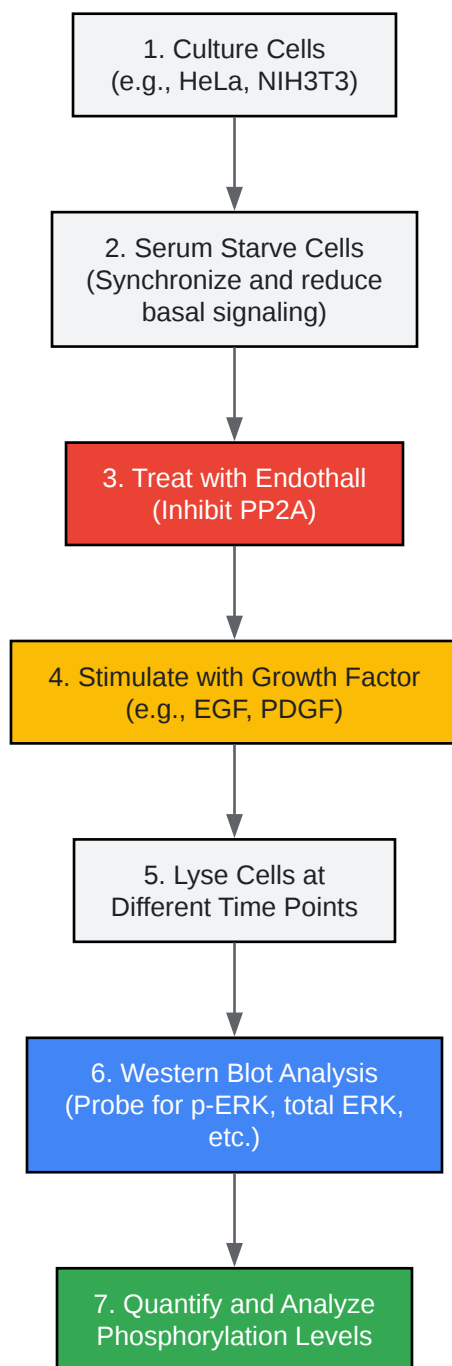 1. Culture Cells
(e.g., HeLa, NIH3T3)
2. Serum Starve Cells
(Synchronize and reduce
basal signaling)
3. Treat with Endothall
(Inhibit PP2A)
4. Stimulate with Growth Factor
(e.g., EGF, PDGF)
5. Lyse Cells at
Different Time Points
6. Western Blot Analysis
(Probe for p-ERK, total ERK,
etc.)
7. Quantify and Analyze
Phosphorylation Levels